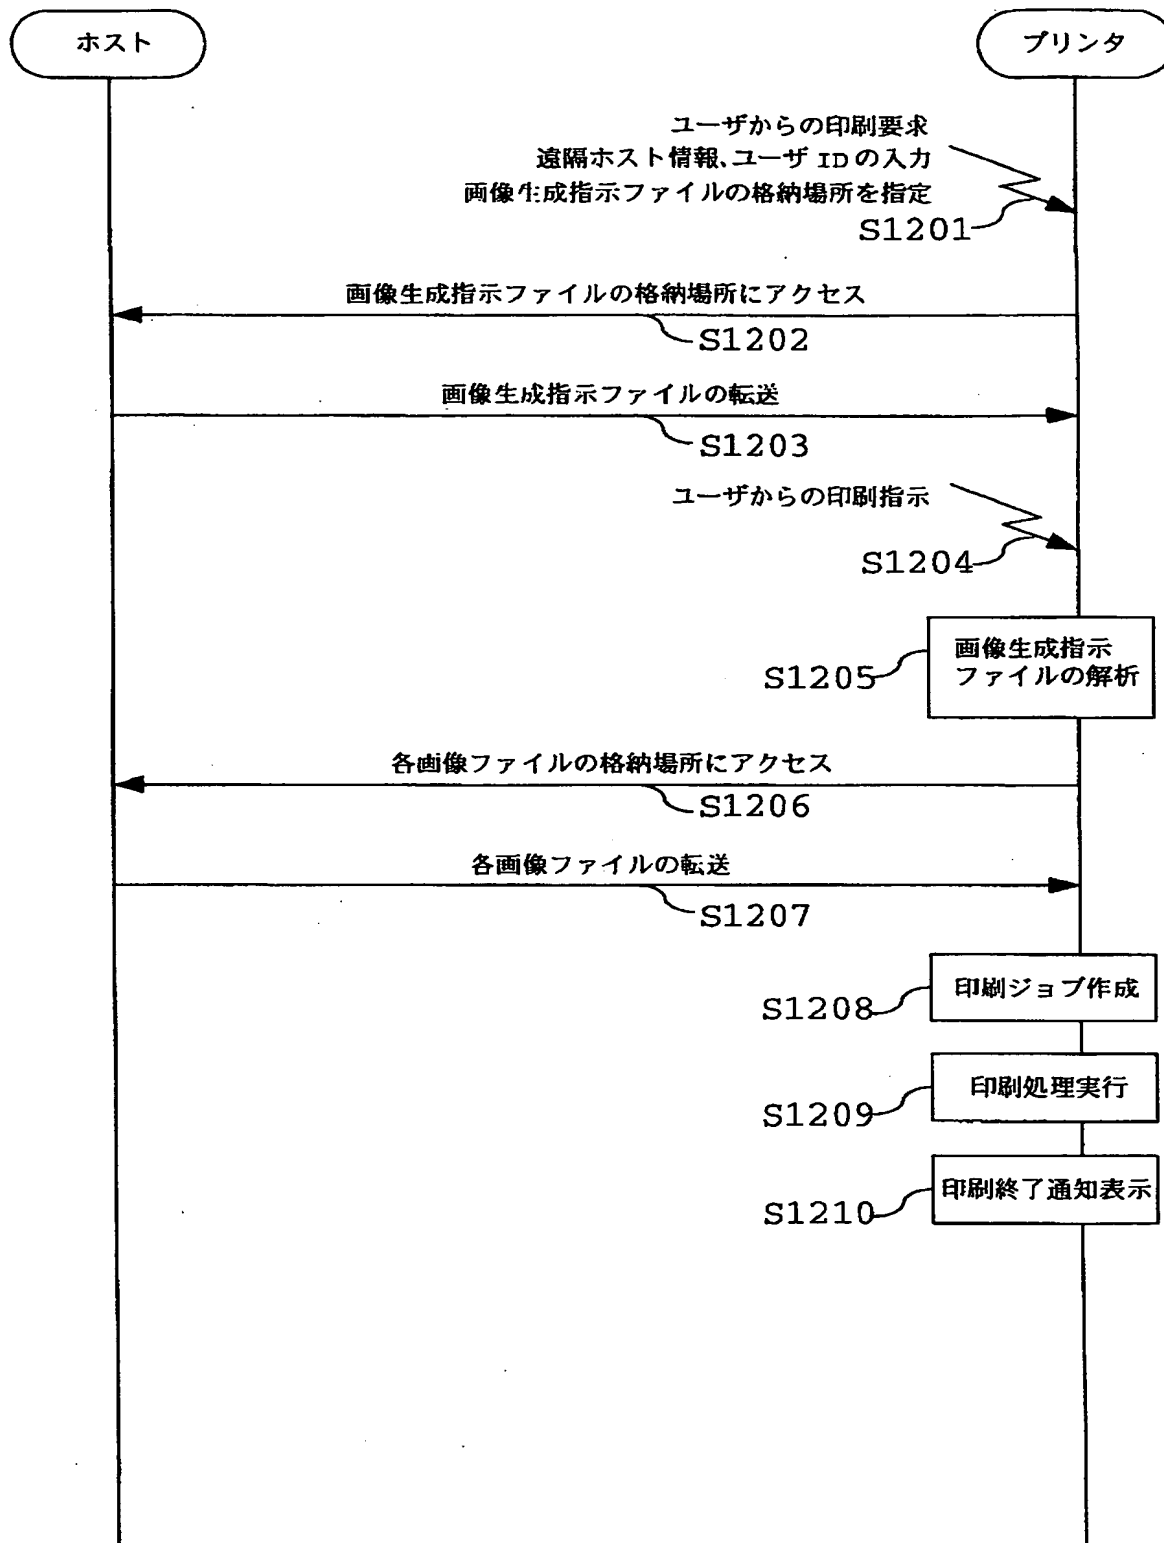 ホスト
プリンタ
ユーザからの印刷要求
遠隔ホスト情報、ユーザ ID の入力
画像生成指示ファイルの格納場所を指定
S1201
画像生成指示ファイルの格納場所にアクセス
S1202
画像生成指示ファイルの転送
S1203
ユーザからの印刷指示
S1204
画像生成指示
ファイルの解析
S1205
各画像ファイルの格納場所にアクセス
S1206
各画像ファイルの転送
S1207
印刷ジョブ作成
S1208
印刷処理実行
S1209
印刷終了通知表示
S1210